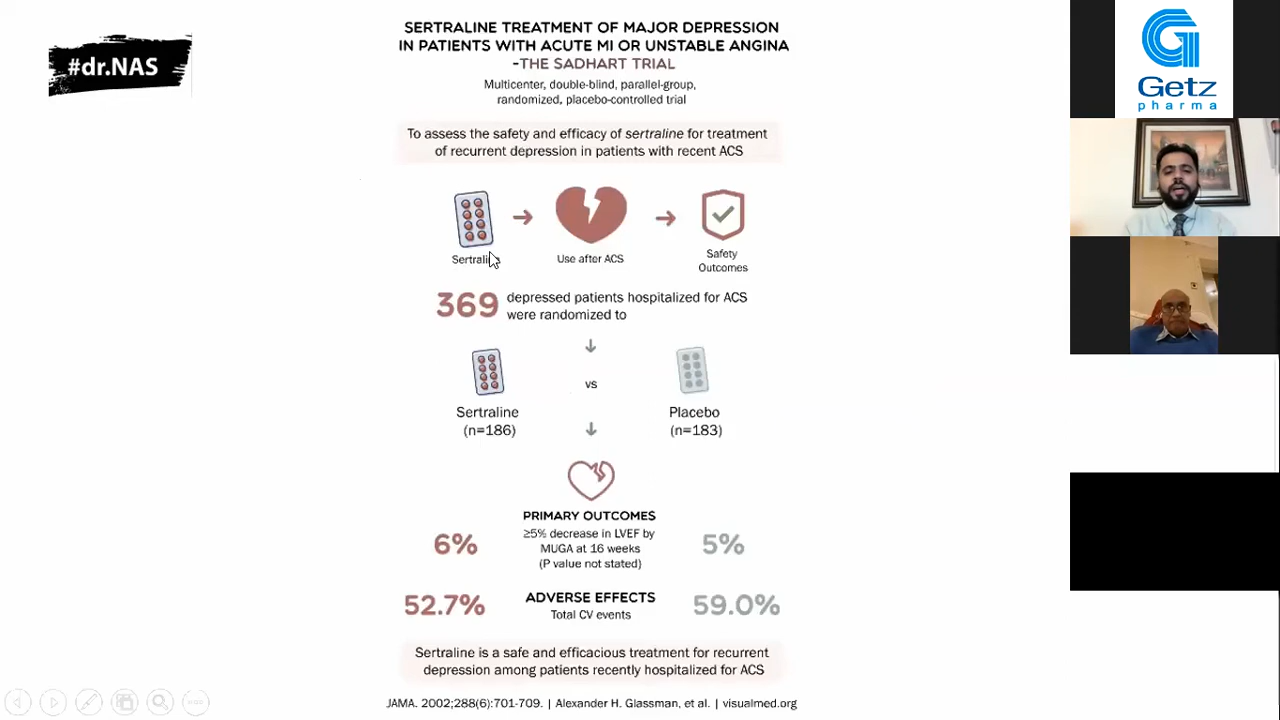 #dr.NAS
SERTRALINE TREATMENT OF MAJOR DEPRESSION
IN PATIENTS WITH ACUTE MI OR UNSTABLE ANGINA
-THE SADHART TRIAL
Multicenter, double-blind, parallel-group,
randomized, placebo-controlled trial
To assess the safety and efficacy of sertraline for treatment
of recurrent depression in patients with recent ACS
Sertraline
Use after ACS
Safety
Outcomes
369
depressed patients hospitalized for ACS
were randomized to
vs
Sertraline
(n=186)
Placebo
(n=183)
PRIMARY OUTCOMES
6%
≥5% decrease in LVEF by
MUGA at 16 weeks
(P value not stated)
5%
52.7%
ADVERSE EFFECTS
Total CV events
59.0%
Sertraline is a safe and efficacious treatment for recurrent
depression among patients recently hospitalized for ACS
JAMA. 2002;288(6):701-709. | Alexander H. Glassman, et al. | visualmed.org
Getz
pharma